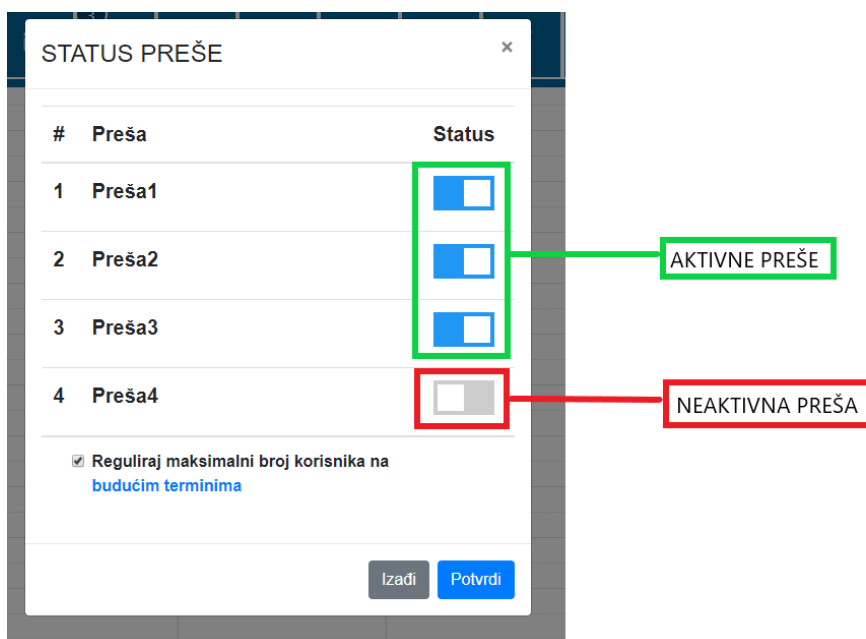 STATUS PREŠE ×
# Preša Status
1 Preša1
2 Preša2
AKTIVNE PREŠE
3 Preša3
4 Preša4
NEAKTIVNA PREŠA
Reguliraj maksimalni broj korisnika na
budućim terminima
Izađi Potvrdi